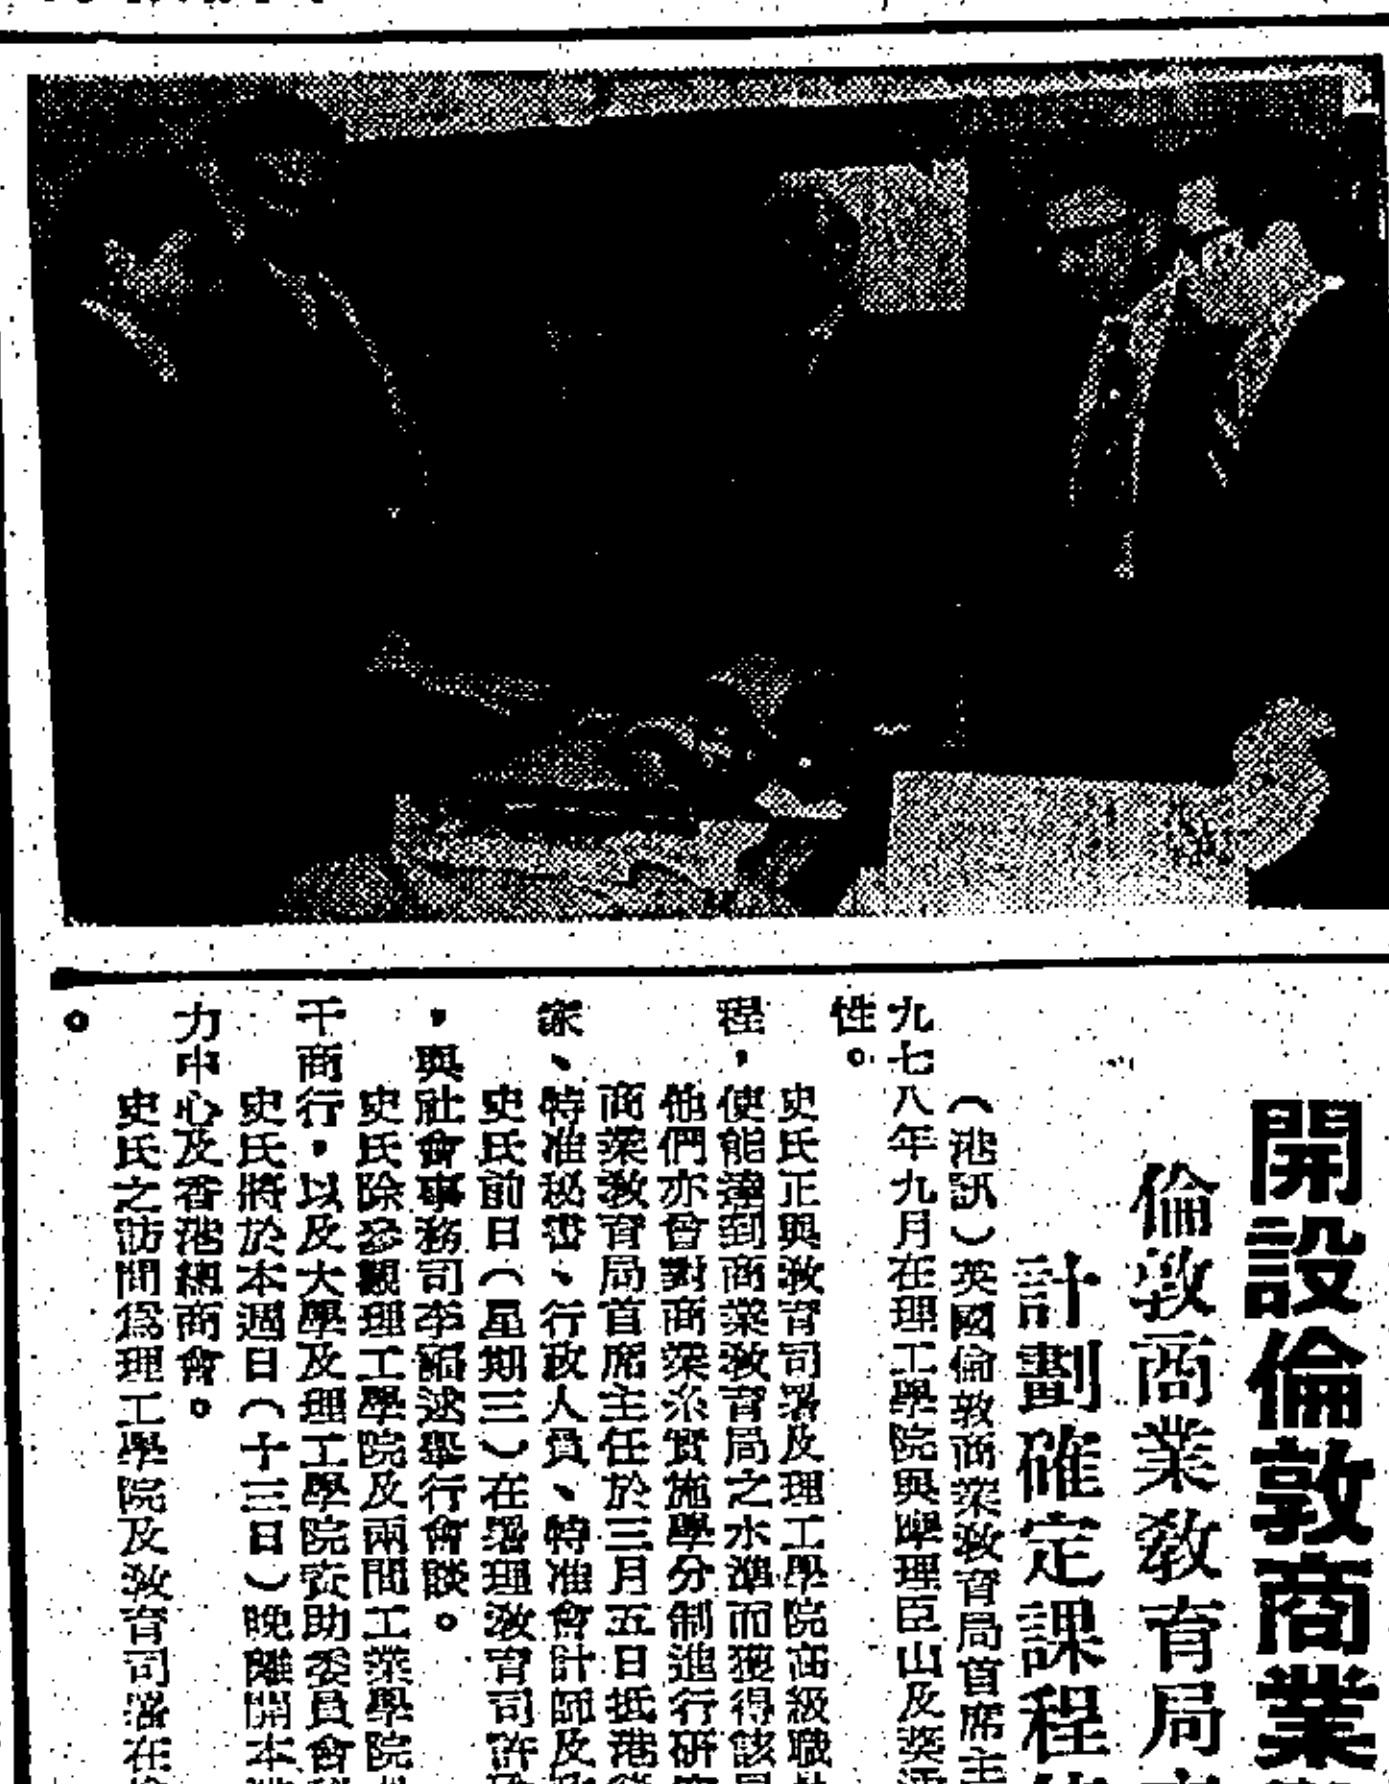 開設倫敦商業
倫敦商業教育局
計劃確定課程
（港訊）英國倫敦商業教育局首席主
九七八年九月在理工學院與摩理臣山及葵涌
性。
史氏正與教育司署及理工學院高級職
程，使能達到商業教育局之水準而獲得該局
他們亦曾對商業系實施學分制進行研
商業教育局首席主任於三月五日抵港
家、特准秘書、行政人員、特准會計師及
史氏前日（星期三）在署理教育司許
，與社會事務司李福逑舉行會談。
史氏除參觀理工學院及兩間工業學院
干商行，以及大學及理工學院資助委員會
史氏將於本週日（十三日）晚離開本港
力中心及香港總商會。
史氏之訪問為理工學院及教育司署在
。